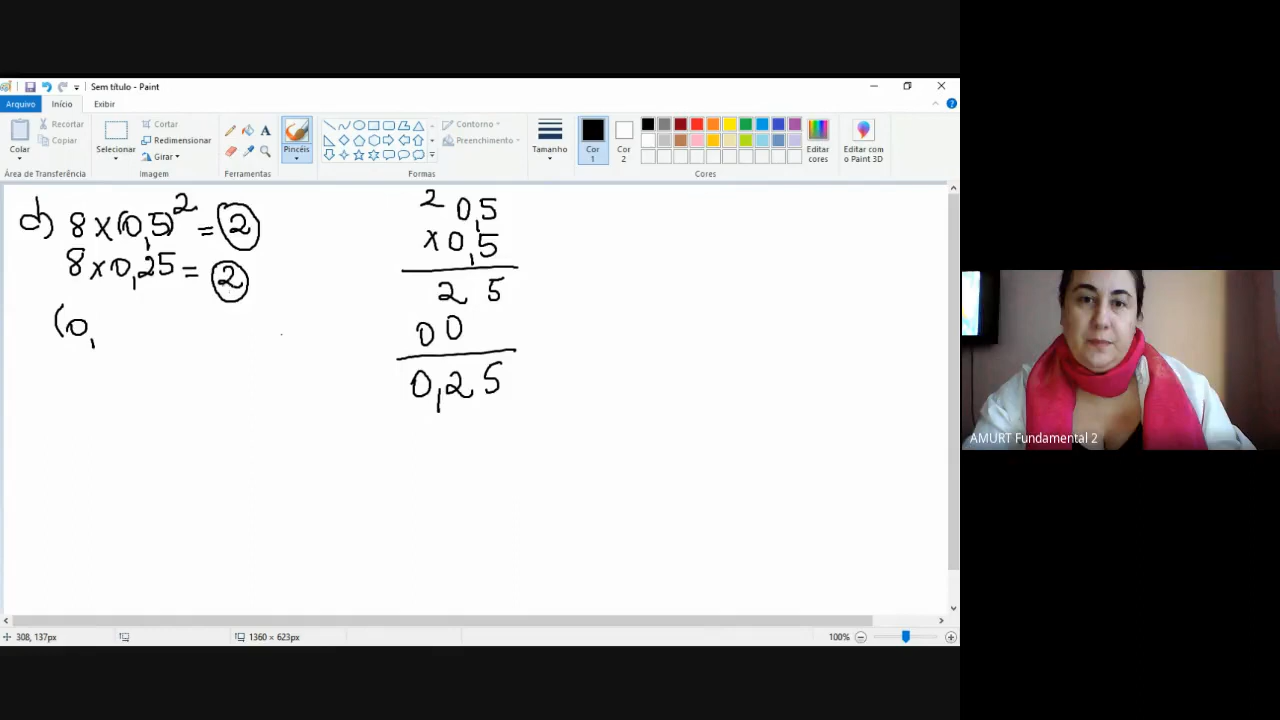 Sem título - Paint
Arquivo Início Exibir
Colar
Recortar
Copiar
Área de Transferência
Selecionar
Cortar
Redimensionar
Girar
Imagem
A
Ferramentas
Pincéis
Contorno
Preenchimento
Formas
Tamanho
Cor 1
Cor 2
Editar cores
Cores
Editar com o Paint 3D
d) 8 x (0,5)² = 2
8 x 0,25 = 2
(0,
2 0,5
x 0,5
2 5
0 0
0,2 5
AMURT Fundamental 2
308, 137px
1360 × 623px
100%